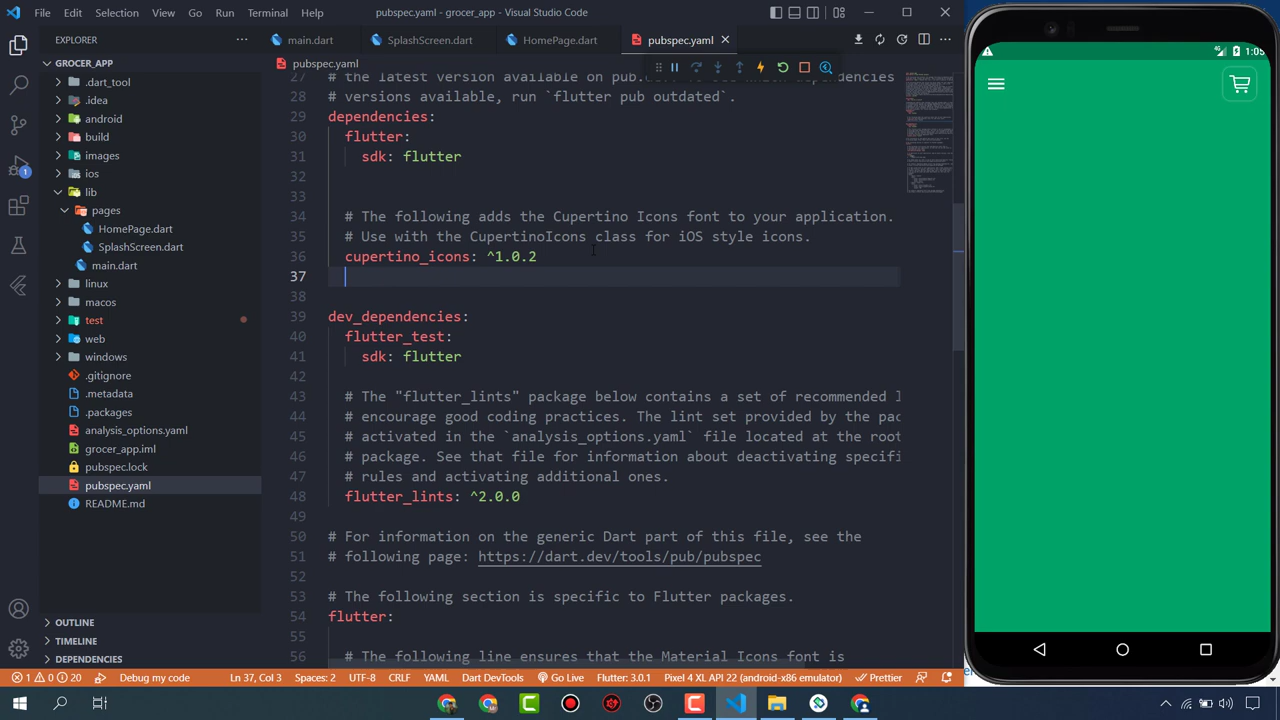 File Edit Selection View Go Run Terminal Help
pubspec.yaml - grocer_app - Visual Studio Code
EXPLORER
main.dart
SplashScreen.dart
HomePage.dart
pubspec.yaml
GROCER_APP
.dart_tool
.idea
android
build
images
ios
lib
pages
HomePage.dart
SplashScreen.dart
main.dart
linux
macos
test
web
windows
.gitignore
.metadata
.packages
analysis_options.yaml
grocer_app.iml
pubspec.lock
pubspec.yaml
README.md
OUTLINE
TIMELINE
DEPENDENCIES
pubspec.yaml
27 # the latest version available on pub. dependencies
28 # versions available, run `flutter pub outdated`.
29 dependencies:
30 flutter:
31 sdk: flutter
32
33
34 # The following adds the Cupertino Icons font to your application.
35 # Use with the CupertinoIcons class for iOS style icons.
36 cupertino_icons: ^1.0.2
37
38
39 dev_dependencies:
40 flutter_test:
41 sdk: flutter
42
43 # The "flutter_lints" package below contains a set of recommended
44 # encourage good coding practices. The lint set provided by the pac
45 # activated in the `analysis_options.yaml` file located at the root
46 # package. See that file for information about deactivating specif
47 # rules and activating additional ones.
48 flutter_lints: ^2.0.0
49
50 # For information on the generic Dart part of this file, see the
51 # following page: https://dart.dev/tools/pub/pubspec
52
53 # The following section is specific to Flutter packages.
54 flutter:
55
56 # The following line ensures that the Material Icons font is
1 0 20 Debug my code Ln 37, Col 3 Spaces: 2 UTF-8 CRLF YAML Dart DevTools Go Live Flutter: 3.0.1 Pixel 4 XL API 22 (android-x86 emulator) Prettier
1:05